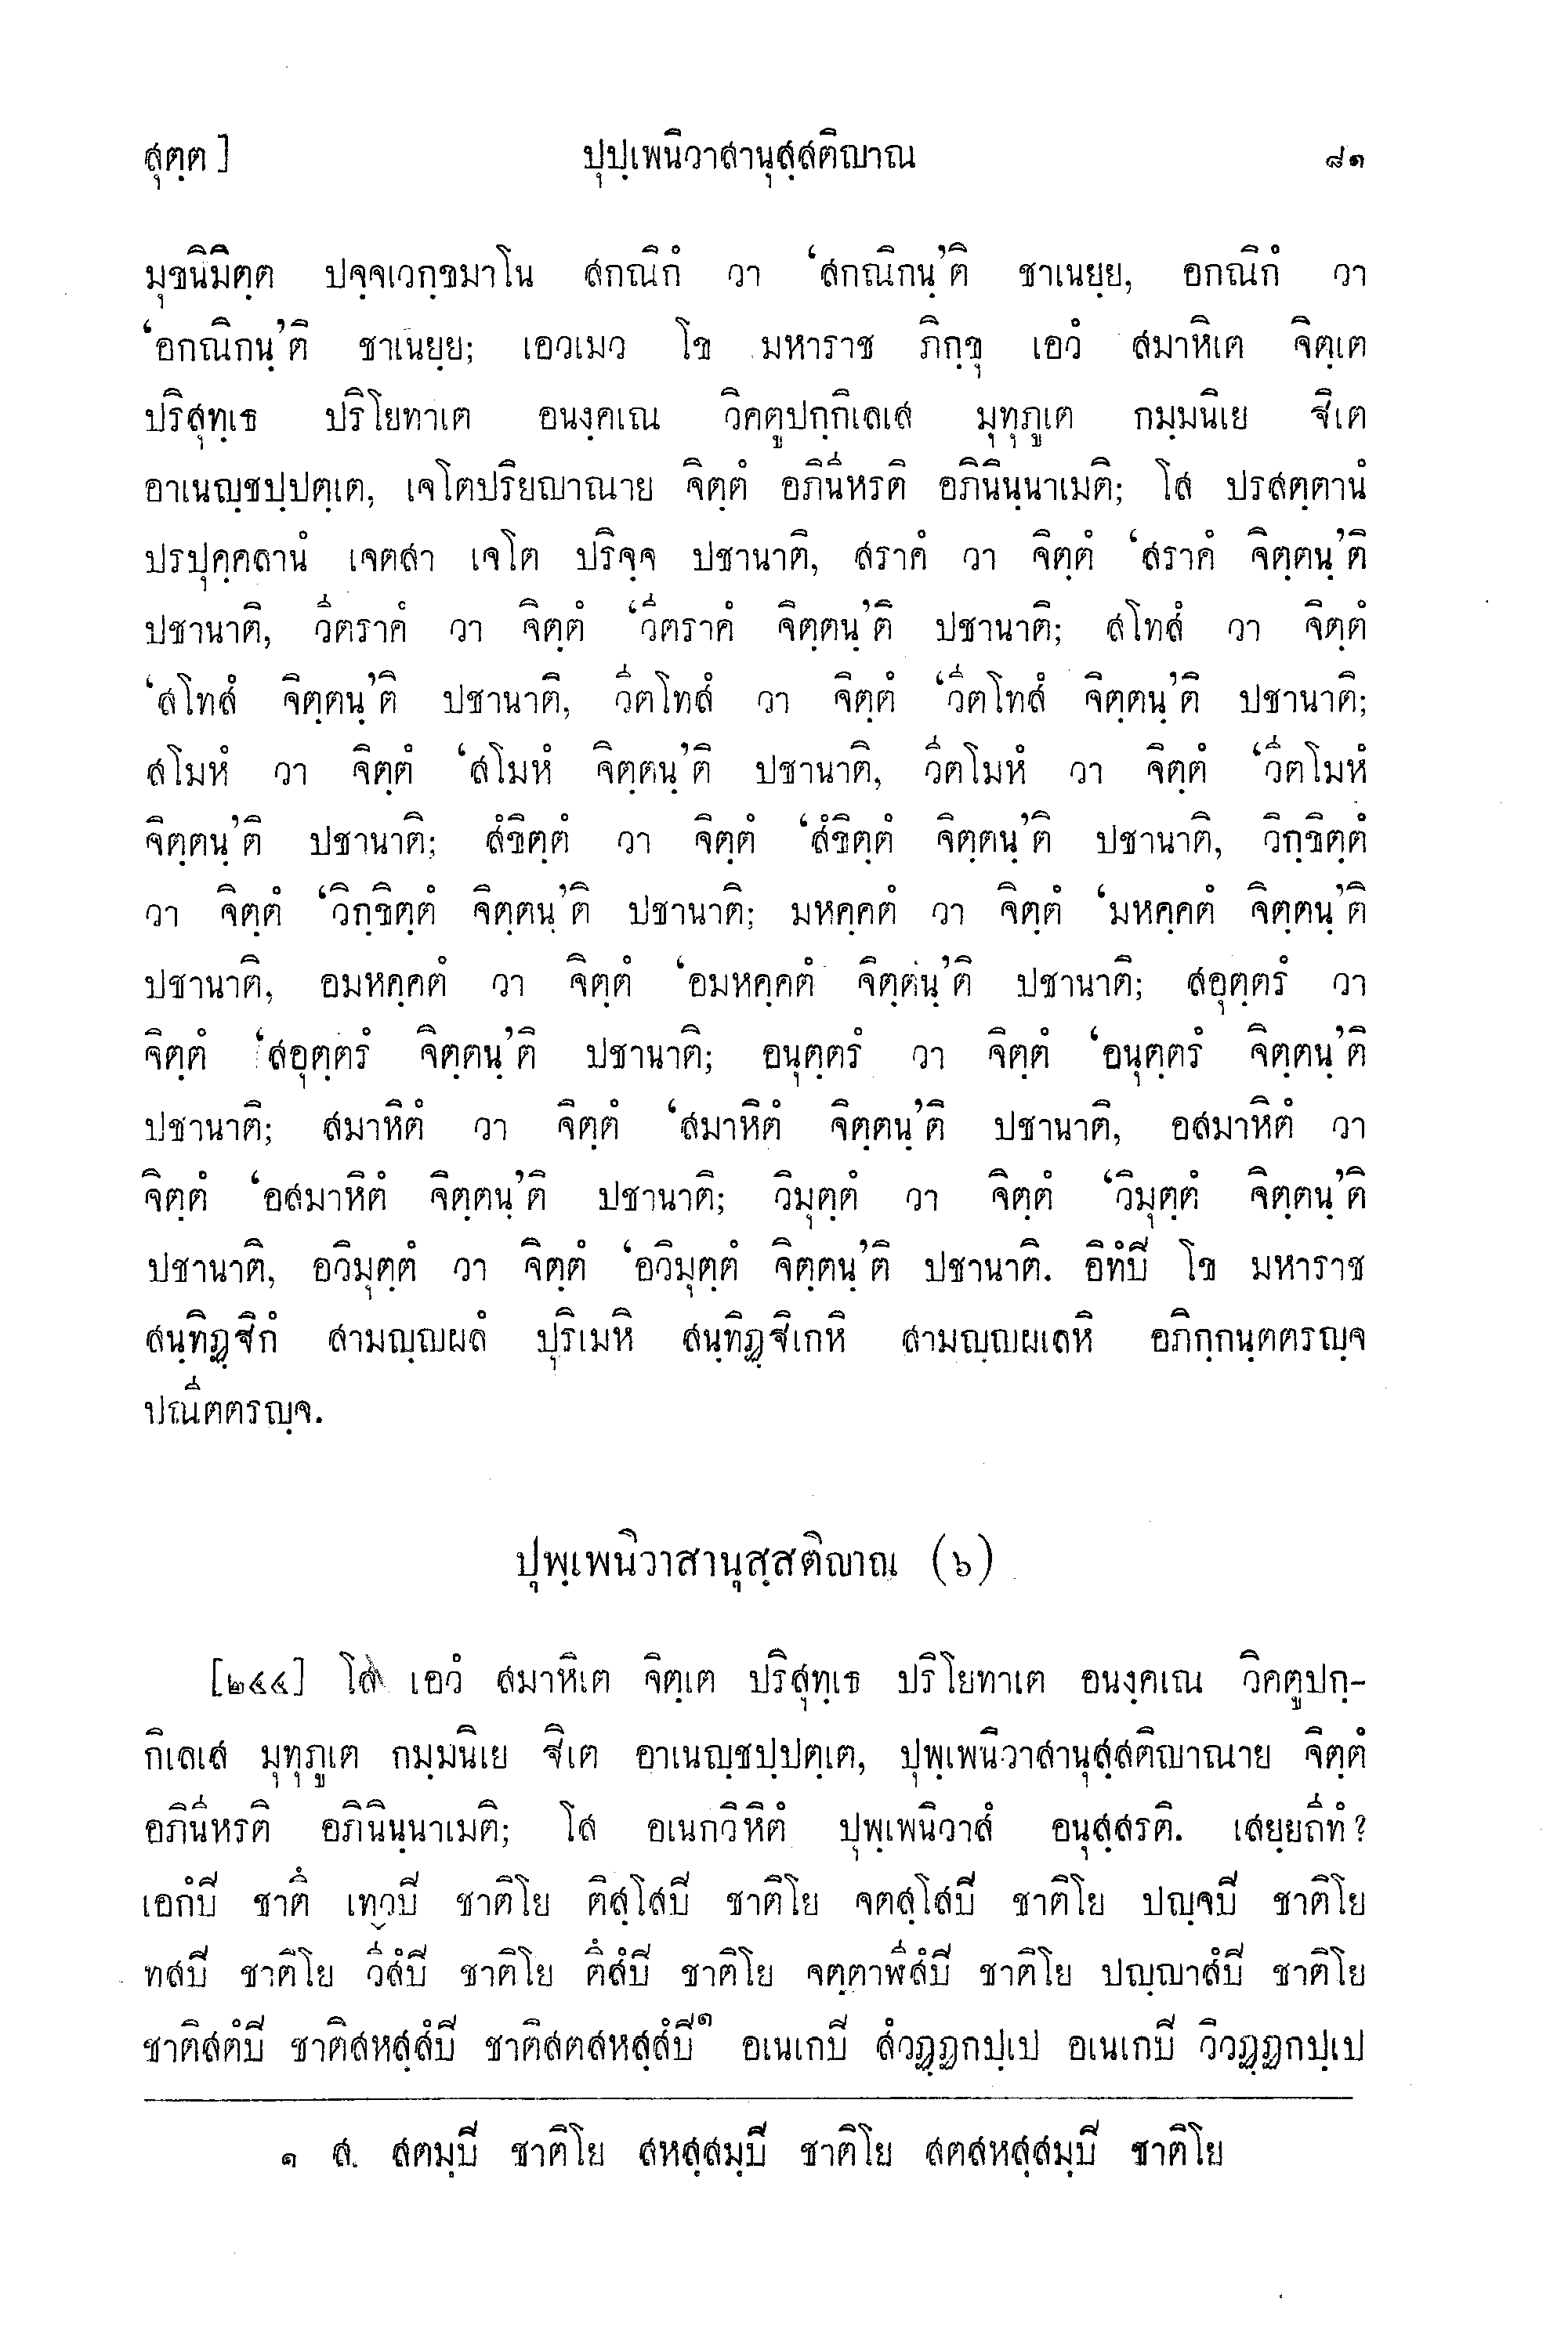 สุตฺต ] ปุปฺเพนิวาสานุสฺสติญาณ ๘๑
มุขนิมิตฺต ปจฺจเวกฺขมาโน สกณิกํ วา ‘สกณิกนฺ’ติ ชาเนยฺย, อกณิกํ วา
‘อกณิกนฺ’ติ ชาเนยฺย; เอวเมว โข มหาราช ภิกฺขุ เอวํ สมาหิเต จิตฺเต
ปริสุทฺเธ ปริโยทาเต อนงฺคเณ วิคตูปกฺกิเลเส มุทุภูเต กมฺมนิเย ฐิเต
อาเนญฺชปฺปตฺเต, เจโตปริยญาณาย จิตฺตํ อภินีหรติ อภินินฺนาเมติ; โส ปรสตฺตานํ
ปรปุคฺคลานํ เจตสา เจโต ปริจฺจ ปชานาติ, สราคํ วา จิตฺตํ ‘สราคํ จิตฺตนฺ’ติ
ปชานาติ, วีตราคํ วา จิตฺตํ ‘วีตราคํ จิตฺตนฺ’ติ ปชานาติ; สโทสํ วา จิตฺตํ
‘สโทสํ จิตฺตนฺ’ติ ปชานาติ, วีตโทสํ วา จิตฺตํ ‘วีตโทสํ จิตฺตนฺ’ติ ปชานาติ;
สโมหํ วา จิตฺตํ ‘สโมหํ จิตฺตนฺ’ติ ปชานาติ, วีตโมหํ วา จิตฺตํ ‘วีตโมหํ
จิตฺตนฺ’ติ ปชานาติ; สํขิตฺตํ วา จิตฺตํ ‘สํขิตฺตํ จิตฺตนฺ’ติ ปชานาติ, วิกฺขิตฺตํ
วา จิตฺตํ ‘วิกฺขิตฺตํ จิตฺตนฺ’ติ ปชานาติ; มหคฺคตํ วา จิตฺตํ ‘มหคฺคตํ จิตฺตนฺ’ติ
ปชานาติ, อมหคฺคตํ วา จิตฺตํ ‘อมหคฺคตํ จิตฺตนฺ’ติ ปชานาติ; สอุตฺตรํ วา
จิตฺตํ ‘สอุตฺตรํ จิตฺตนฺ’ติ ปชานาติ; อนุตฺตรํ วา จิตฺตํ ‘อนุตฺตรํ จิตฺตนฺ’ติ
ปชานาติ; สมาหิตํ วา จิตฺตํ ‘สมาหิตํ จิตฺตนฺ’ติ ปชานาติ, อสมาหิตํ วา
จิตฺตํ ‘อสมาหิตํ จิตฺตนฺ’ติ ปชานาติ; วิมุตฺตํ วา จิตฺตํ ‘วิมุตฺตํ จิตฺตนฺ’ติ
ปชานาติ, อวิมุตฺตํ วา จิตฺตํ ‘อวิมุตฺตํ จิตฺตนฺ’ติ ปชานาติ. อิทํปิ โข มหาราช
สนฺทิฏฺฐิกํ สามญฺญผลํ ปุริเมหิ สนฺทิฏฺฐิเกหิ สามญฺญผเลหิ อภิกฺกนฺตตรญฺจ
ปณีตตรญฺจ.
ปุพฺเพนิวาสานุสฺสติญาณ (๖)
[๒๔๔] โส เอวํ สมาหิเต จิตฺเต ปริสุทฺเธ ปริโยทาเต อนงฺคเณ วิคตูปกฺ-
กิเลเส มุทุภูเต กมฺมนิเย ฐิเต อาเนญฺชปฺปตฺเต, ปุพฺเพนิวาสานุสฺสติญาณาย จิตฺตํ
อภินีหรติ อภินินฺนาเมติ; โส อเนกวิหิตํ ปุพฺเพนิวาสํ อนุสฺสรติ. เสยฺยถีทํ?
เอกํปิ ชาตึ เทฺวปิ ชาติโย ติสฺโสปิ ชาติโย จตสฺโสปิ ชาติโย ปญฺจปิ ชาติโย
ทสปิ ชาติโย วีสํปิ ชาติโย ตึสํปิ ชาติโย จตฺตาฬีสํปิ ชาติโย ปญฺญาสํปิ ชาติโย
ชาติสตํปิ ชาติสหสฺสํปิ ชาติสตสหสฺสํปิ๑ อเนเกปิ สํวฏฺฏกปฺเป อเนเกปิ วิวฏฺฏกปฺเป
๑ ส. สตมฺปิ ชาติโย สหสฺสมฺปิ ชาติโย สตสหสฺสมฺปิ ชาติโย